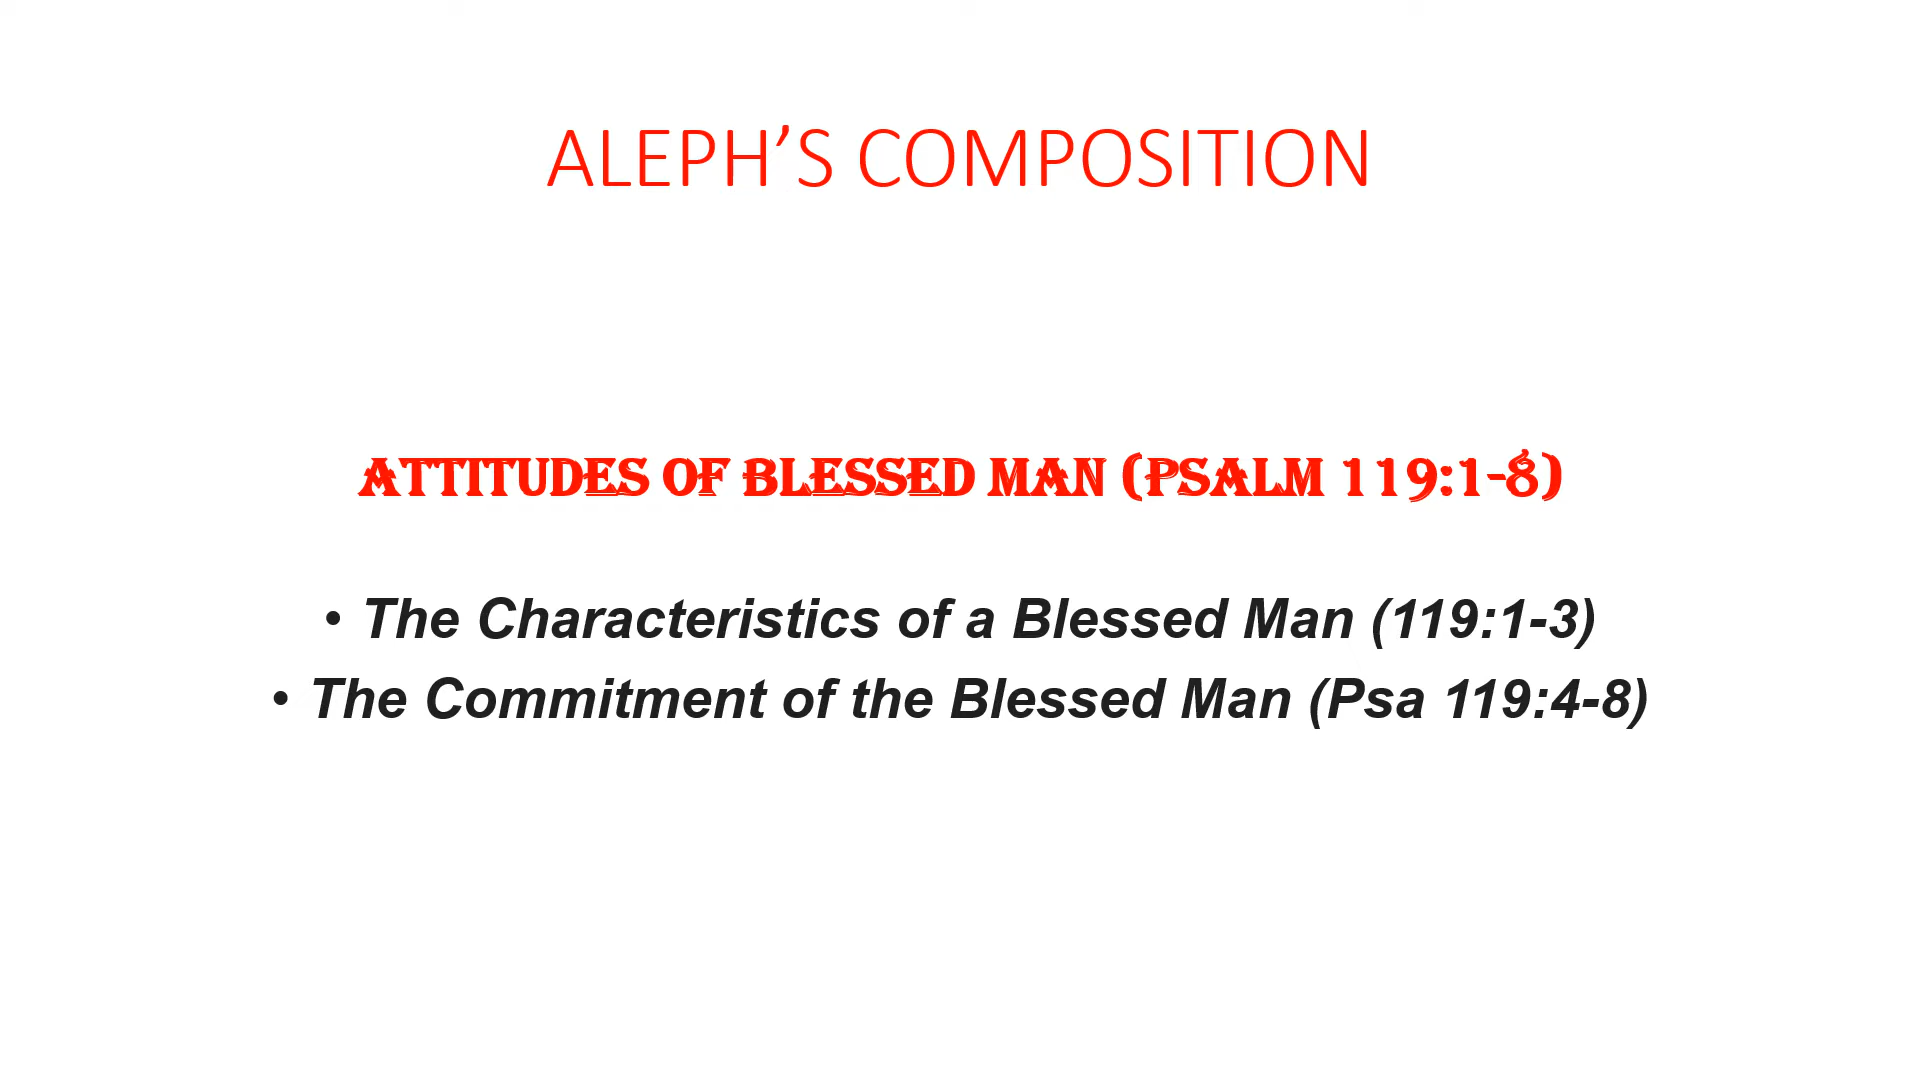 ALEPH’S COMPOSITION
ATTITUDES OF BLESSED MAN (PSALM 119:1-8)
• The Characteristics of a Blessed Man (119:1-3)
• The Commitment of the Blessed Man (Psa 119:4-8)